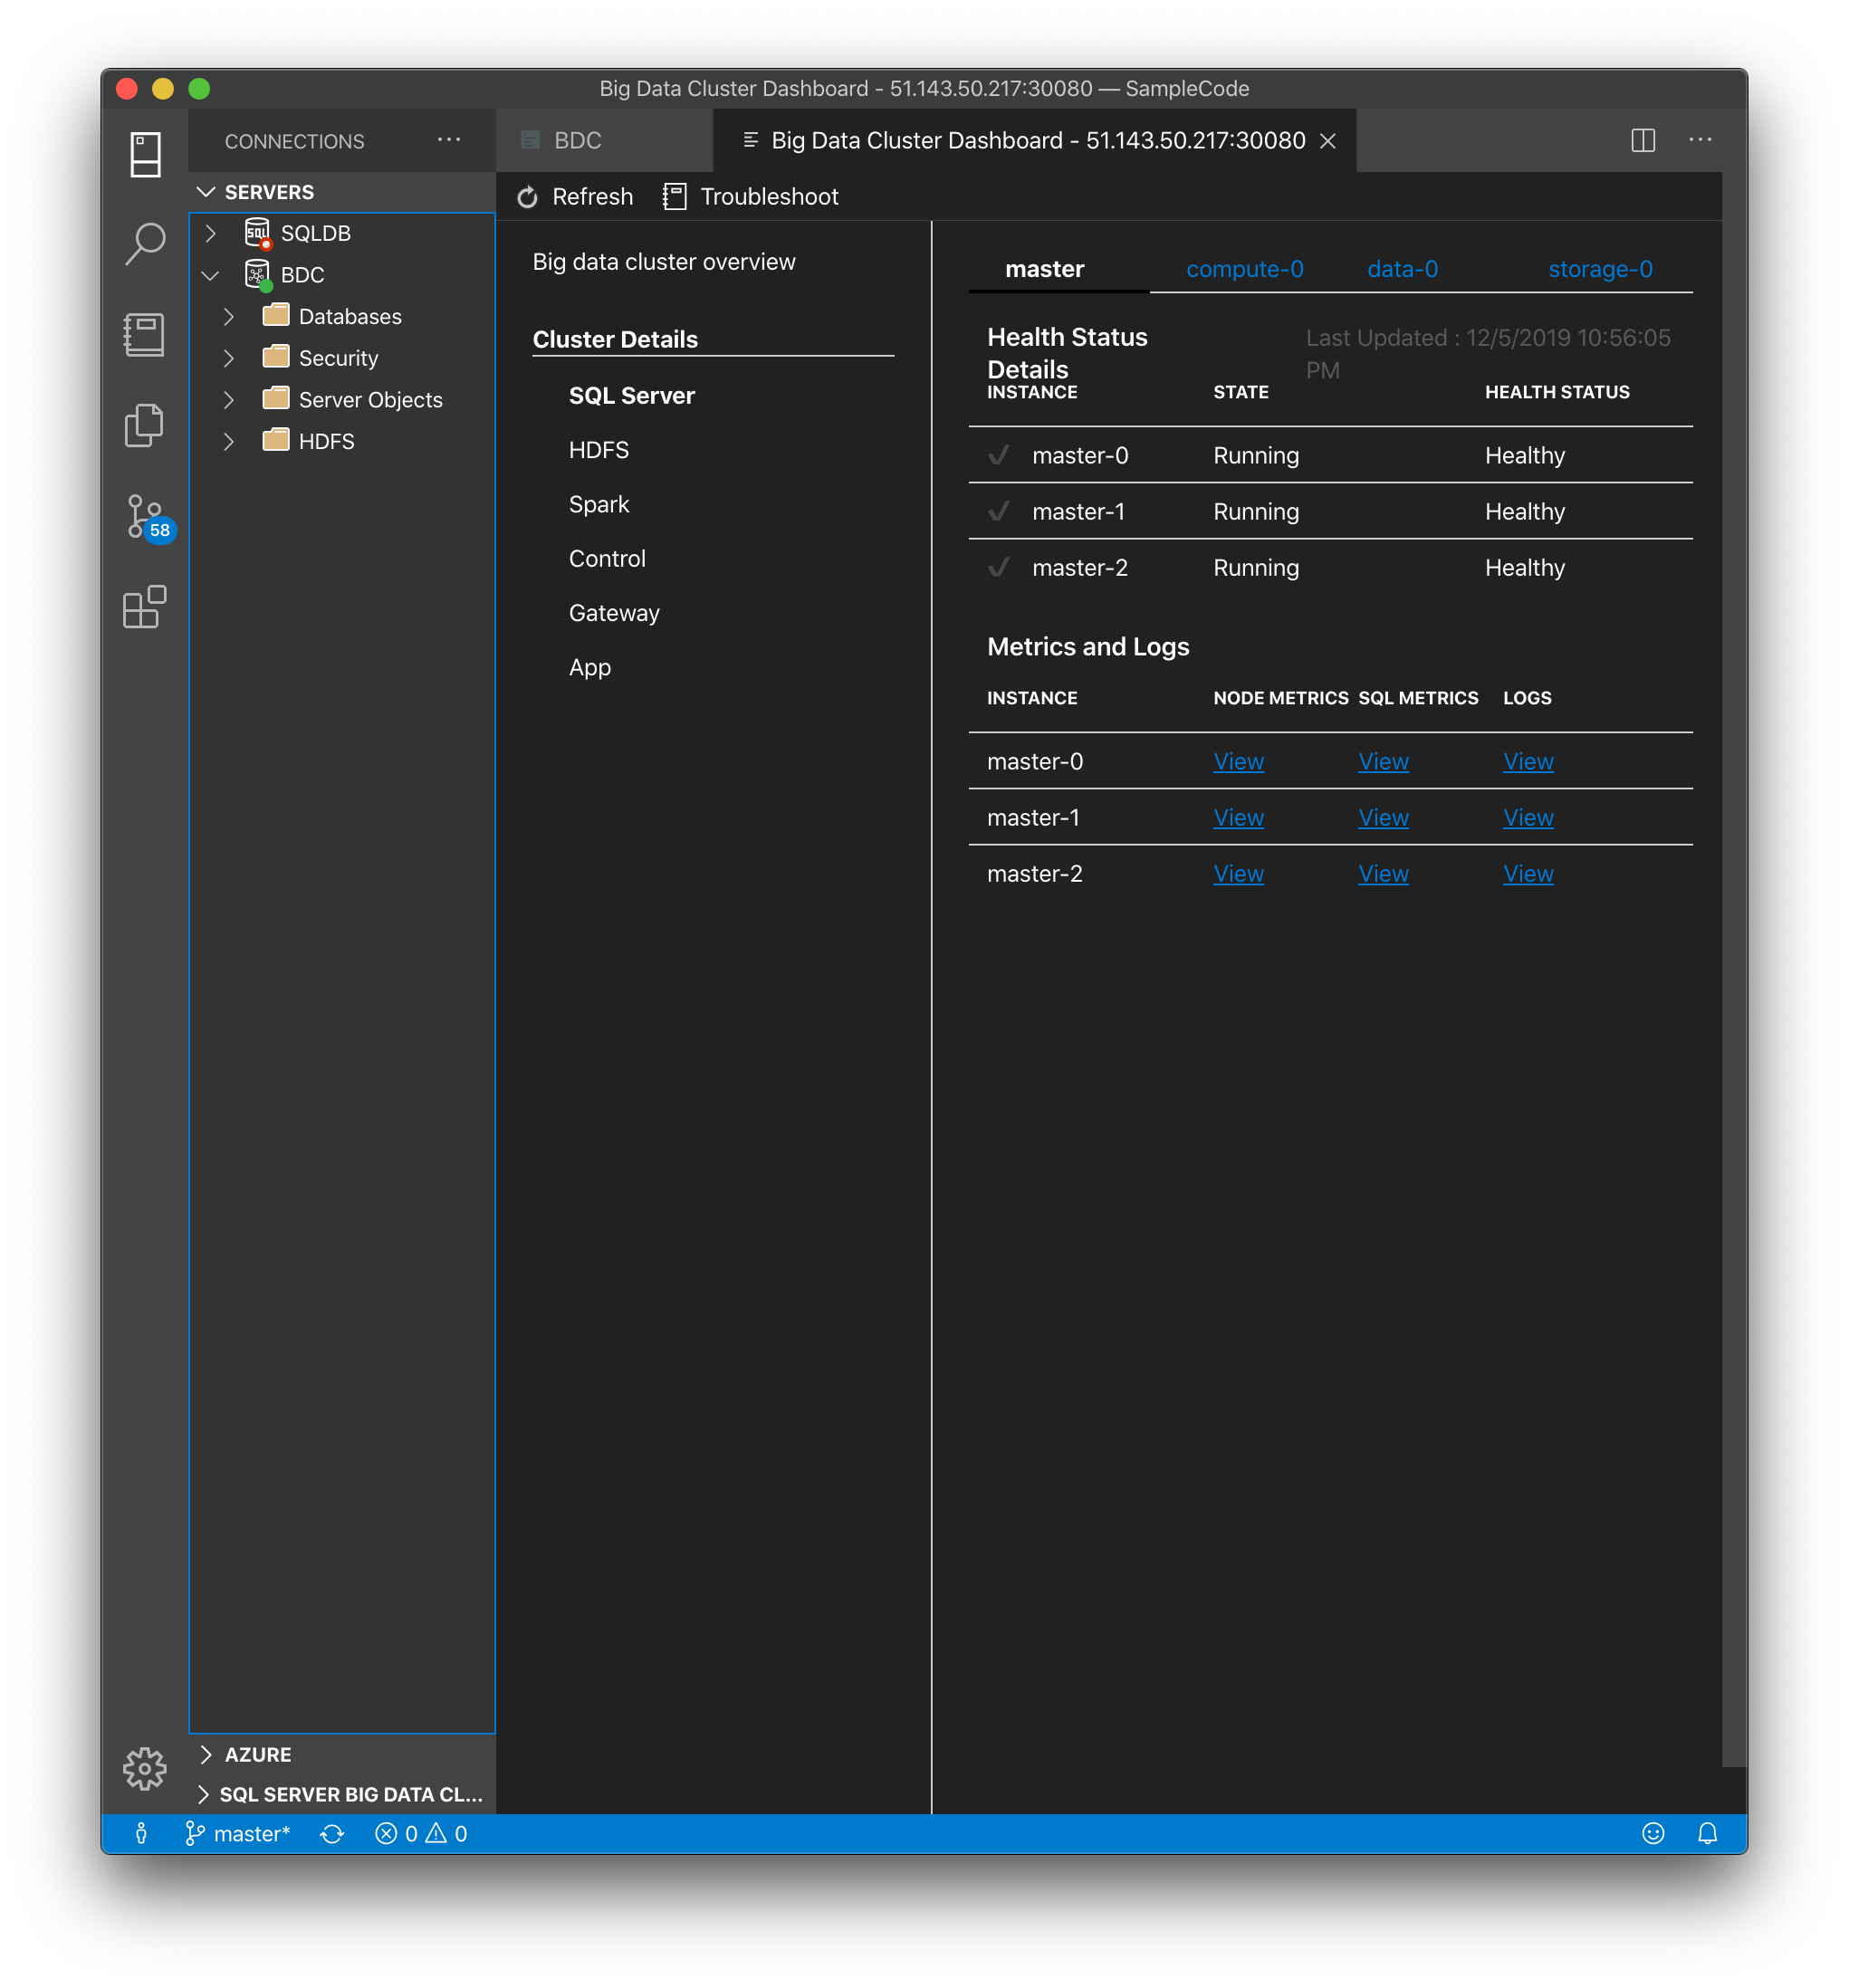 Big Data Cluster Dashboard - 51.143.50.217:30080 — SampleCode
CONNECTIONS
BDC
Big Data Cluster Dashboard - 51.143.50.217:30080
SERVERS
Refresh
Troubleshoot
SQL
SQLDB
BDC
Databases
Security
Server Objects
HDFS
58
AZURE
SQL SERVER BIG DATA CL...
Big data cluster overview
Cluster Details
SQL Server
HDFS
Spark
Control
Gateway
App
master compute-0 data-0 storage-0
Health Status
Details
Last Updated : 12/5/2019 10:56:05
PM
INSTANCE STATE HEALTH STATUS
master-0 Running Healthy
master-1 Running Healthy
master-2 Running Healthy
Metrics and Logs
INSTANCE NODE METRICS SQL METRICS LOGS
master-0 View View View
master-1 View View View
master-2 View View View
master* 0 0